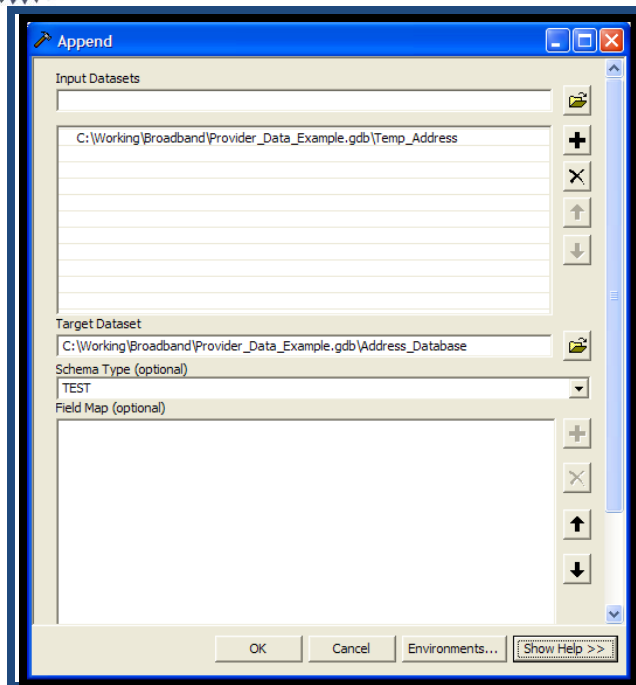 Append
Input Datasets
C:\Working\Broadband\Provider_Data_Example.gdb\Temp_Address
Target Dataset
C:\Working\Broadband\Provider_Data_Example.gdb\Address_Database
Schema Type (optional)
TEST
Field Map (optional)
OK Cancel Environments... Show Help >>